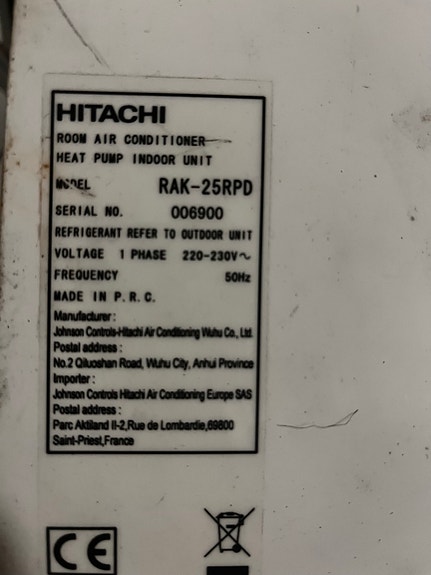 HITACHI
ROOM AIR CONDITIONER
HEAT PUMP INDOOR UNIT
MODEL RAK-25RPD
SERIAL NO. 006900
REFRIGERANT REFER TO OUTDOOR UNIT
VOLTAGE 1 PHASE 220-230V~
FREQUENCY 50Hz
MADE IN P.R.C.
Manufacturer :
Johnson Controls-Hitachi Air Conditioning Wuhu Co., Ltd.
Postal address :
No.2 Qiluoshan Road, Wuhu City, Anhui Province
Importer :
Johnson Controls Hitachi Air Conditioning Europe SAS
Postal address :
Parc Aktiland II-2,Rue de Lombardie,69800
Saint-Priest,France
CE